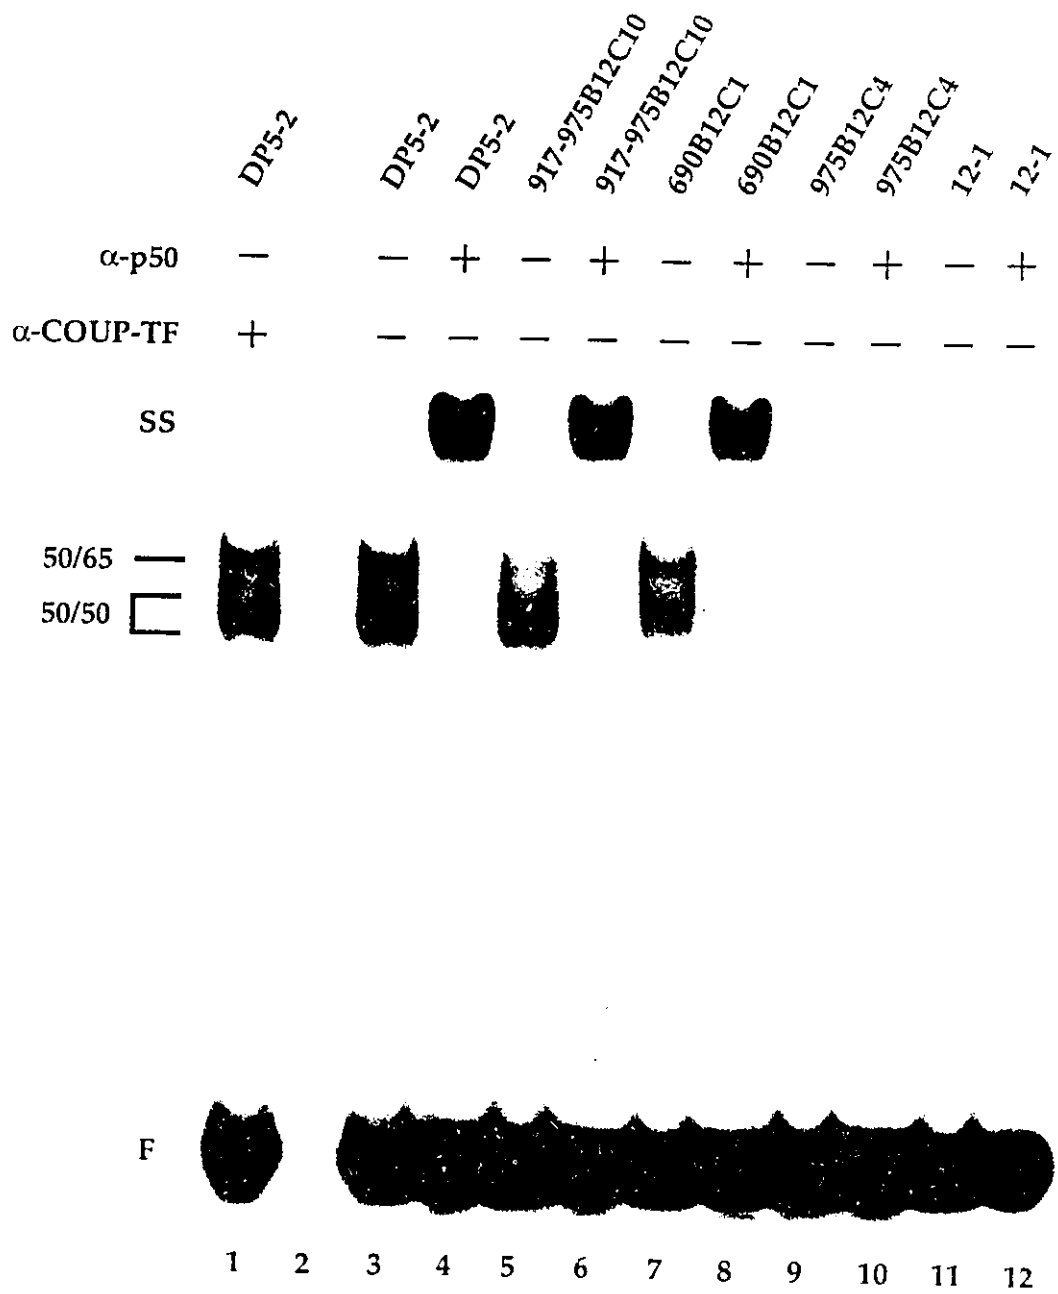 DP5-2 DP5-2 DP5-2 917-975B12C10 917-975B12C10 690B12C1 690B12C1 975B12C4 975B12C4 12-1 12-1
α-p50 − − + − + − + − + − +
α-COUP-TF + − − − − − − − − − −
SS
50/65
50/50
F
1 2 3 4 5 6 7 8 9 10 11 12